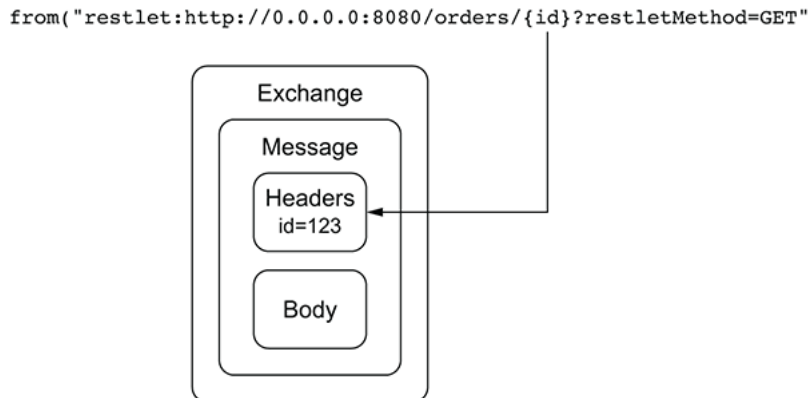 from("restlet:http://0.0.0.0:8080/orders/{id}?restletMethod=GET"
Exchange
Message
Headers
id=123
Body